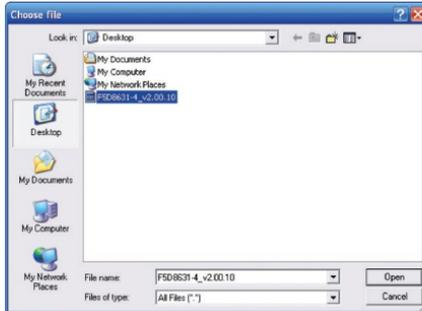 Choose file
Look in: Desktop
My Recent
Documents
Desktop
My Documents
My Computer
My Network
Places
My Documents
My Computer
My Network Places
F5D8631-4_v2.00.10
File name: F5D8631-4_v2.00.10 Open
Files of type: All Files (*.*) Cancel